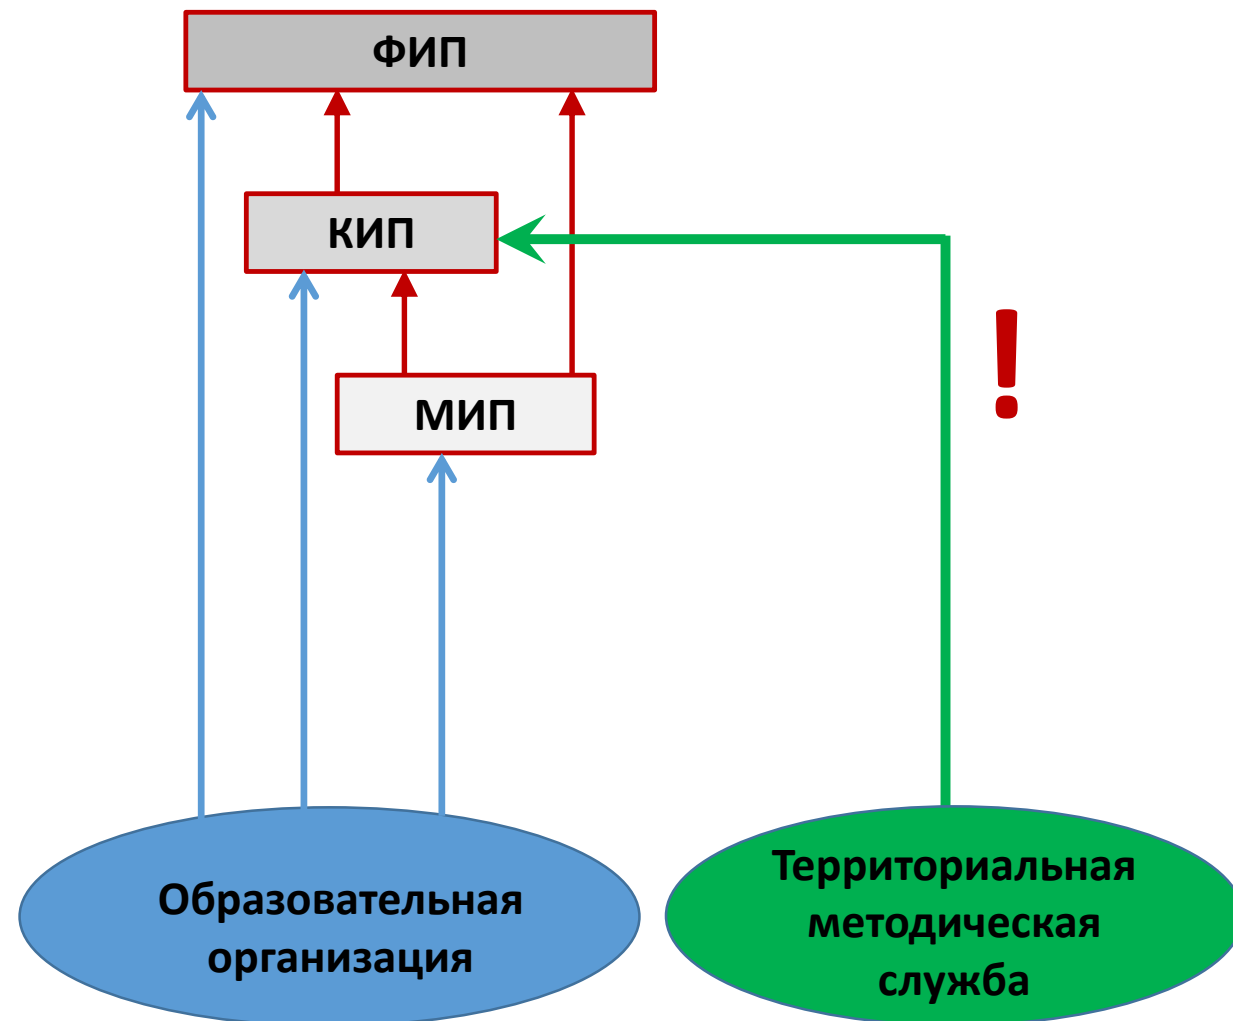 ФИП
КИП
!
МИП
Образовательная
организация
Территориальная
методическая
служба